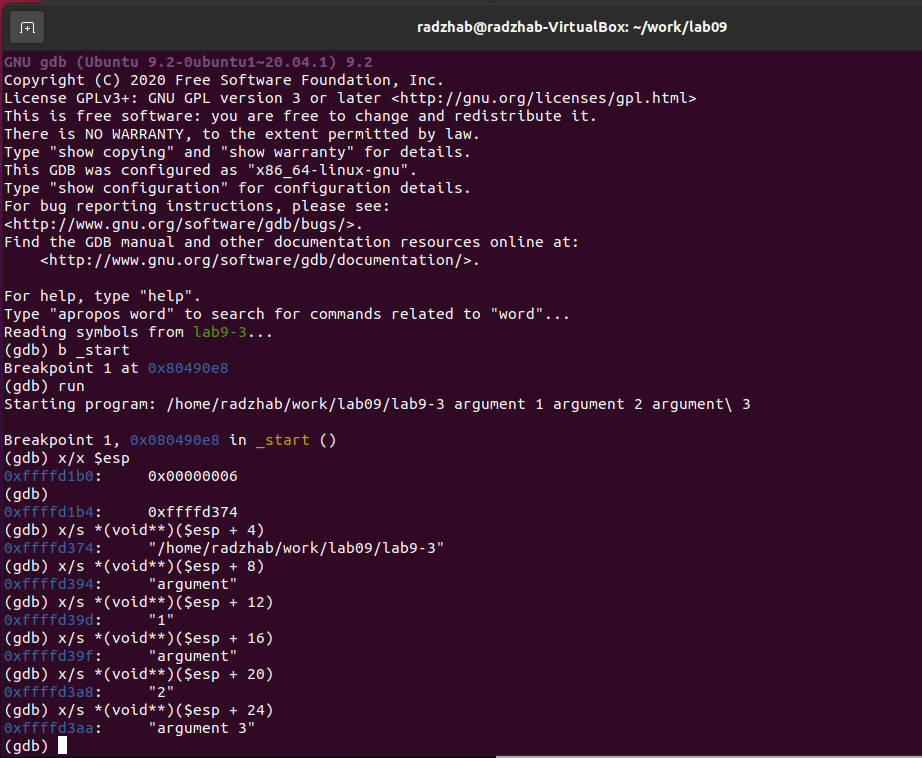 radzhab@radzhab-VirtualBox: ~/work/lab09
GNU gdb (Ubuntu 9.2-0ubuntu1~20.04.1) 9.2
Copyright (C) 2020 Free Software Foundation, Inc.
License GPLv3+: GNU GPL version 3 or later <http://gnu.org/licenses/gpl.html>
This is free software: you are free to change and redistribute it.
There is NO WARRANTY, to the extent permitted by law.
Type "show copying" and "show warranty" for details.
This GDB was configured as "x86_64-linux-gnu".
Type "show configuration" for configuration details.
For bug reporting instructions, please see:
<http://www.gnu.org/software/gdb/bugs/>.
Find the GDB manual and other documentation resources online at:
    <http://www.gnu.org/software/gdb/documentation/>.
For help, type "help".
Type "apropos word" to search for commands related to "word"...
Reading symbols from lab9-3...
(gdb) b _start
Breakpoint 1 at 0x80490e8
(gdb) run
Starting program: /home/radzhab/work/lab09/lab9-3 argument 1 argument 2 argument\ 3
Breakpoint 1, 0x080490e8 in _start ()
(gdb) x/x $esp
0xffffd1b0:     0x00000006
(gdb)
0xffffd1b4:     0xffffd374
(gdb) x/s *(void**)($esp + 4)
0xffffd374:     "/home/radzhab/work/lab09/lab9-3"
(gdb) x/s *(void**)($esp + 8)
0xffffd394:     "argument"
(gdb) x/s *(void**)($esp + 12)
0xffffd39d:     "1"
(gdb) x/s *(void**)($esp + 16)
0xffffd39f:     "argument"
(gdb) x/s *(void**)($esp + 20)
0xffffd3a8:     "2"
(gdb) x/s *(void**)($esp + 24)
0xffffd3aa:     "argument 3"
(gdb)